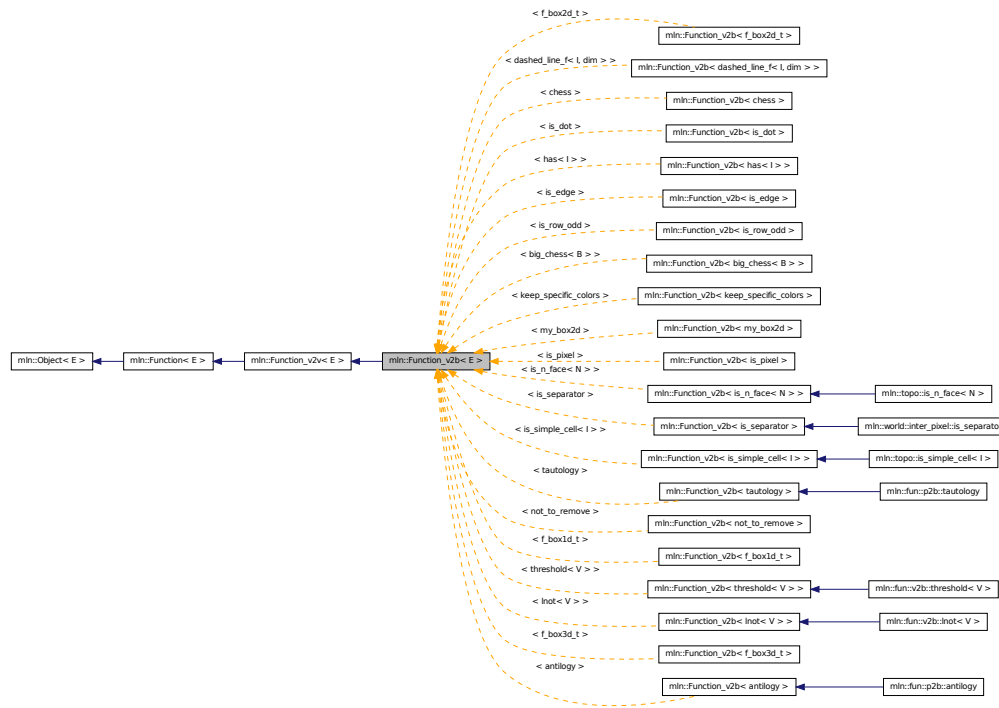 < f_box2d_t >
mln::Function_v2b< f_box2d_t >
< dashed_line_f< I, dim > >
mln::Function_v2b< dashed_line_f< I, dim > >
< chess >
mln::Function_v2b< chess >
< is_dot >
mln::Function_v2b< is_dot >
< has< I > >
mln::Function_v2b< has< I > >
< is_edge >
mln::Function_v2b< is_edge >
< is_row_odd >
mln::Function_v2b< is_row_odd >
< big_chess< B > >
mln::Function_v2b< big_chess< B > >
< keep_specific_colors >
mln::Function_v2b< keep_specific_colors >
< my_box2d >
mln::Function_v2b< my_box2d >
mln::Object< E >
mln::Function< E >
mln::Function_v2v< E >
mln::Function_v2b< E >
< is_pixel >
mln::Function_v2b< is_pixel >
< is_n_face< N > >
mln::Function_v2b< is_n_face< N > >
mln::topo::is_n_face< N >
< is_separator >
mln::Function_v2b< is_separator >
mln::world::inter_pixel::is_separato
< is_simple_cell< I > >
mln::Function_v2b< is_simple_cell< I > >
mln::topo::is_simple_cell< I >
< tautology >
mln::Function_v2b< tautology >
mln::fun::p2b::tautology
< not_to_remove >
mln::Function_v2b< not_to_remove >
< f_box1d_t >
mln::Function_v2b< f_box1d_t >
< threshold< V > >
mln::Function_v2b< threshold< V > >
mln::fun::v2b::threshold< V >
< lnot< V > >
mln::Function_v2b< lnot< V > >
mln::fun::v2b::lnot< V >
< f_box3d_t >
mln::Function_v2b< f_box3d_t >
< antilogy >
mln::Function_v2b< antilogy >
mln::fun::p2b::antilogy